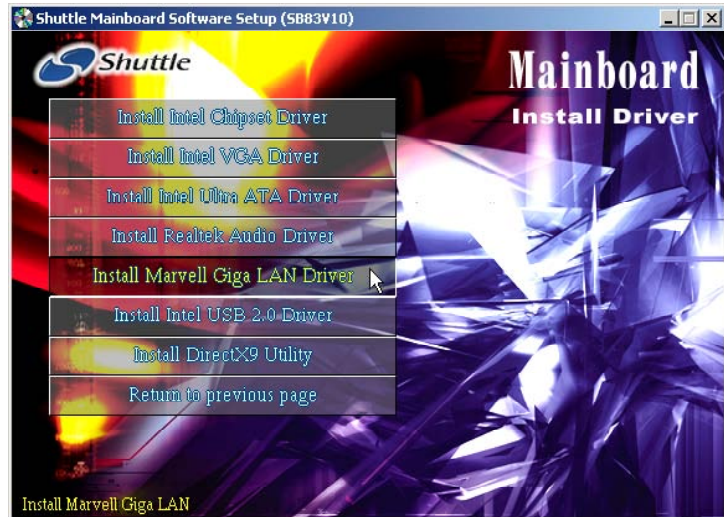 Shuttle Mainboard Software Setup (SB83V10)
Shuttle
Mainboard
Install Driver
Install Intel Chipset Driver
Install Intel VGA Driver
Install Intel Ultra ATA Driver
Install Realtek Audio Driver
Install Marvell Giga LAN Driver
Install Intel USB 2.0 Driver
Install DirectX9 Utility
Return to previous page
Install Marvell Giga LAN